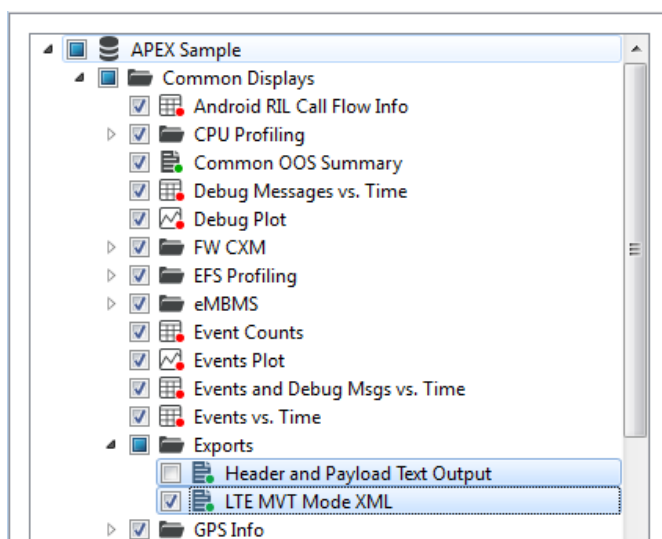 APEX Sample
Common Displays
Android RIL Call Flow Info
CPU Profiling
Common OOS Summary
Debug Messages vs. Time
Debug Plot
FW CXM
EFS Profiling
eMBMS
Event Counts
Events Plot
Events and Debug Msgs vs. Time
Events vs. Time
Exports
Header and Payload Text Output
LTE MVT Mode XML
GPS Info